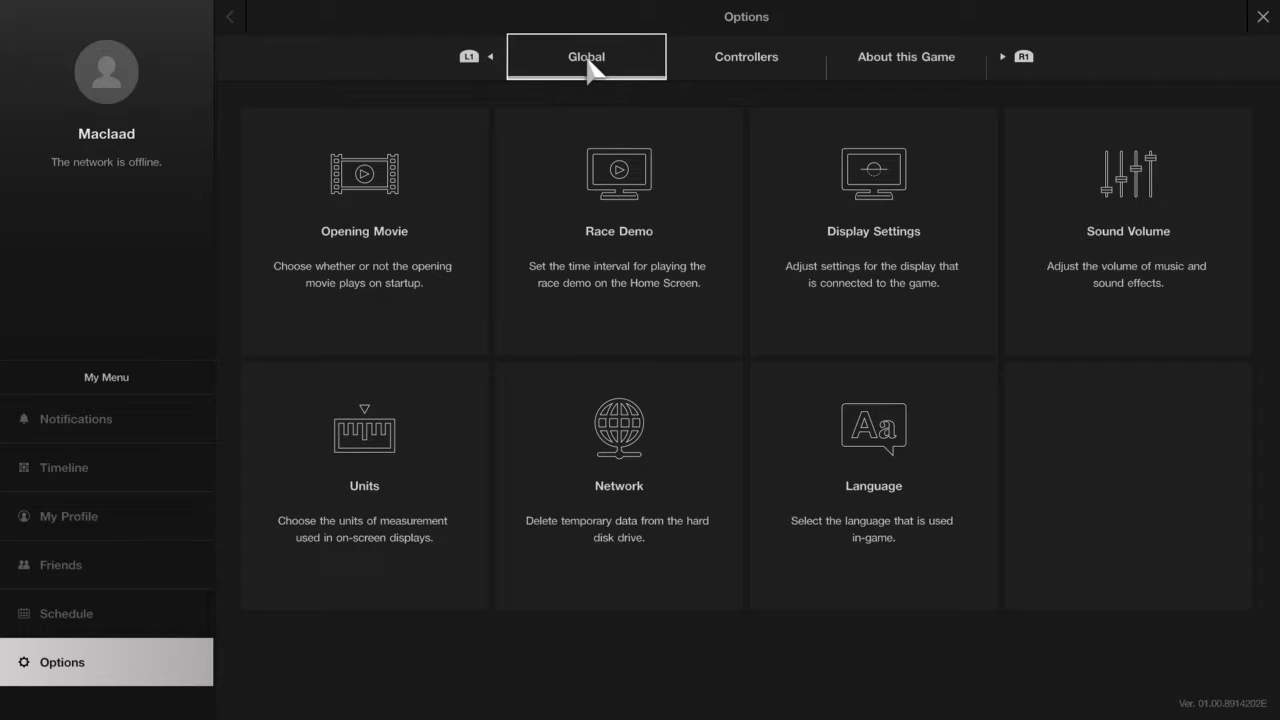 Options
L1
Global
Controllers
About this Game
R1
Maclaad
The network is offline.
My Menu
Notifications
Timeline
My Profile
Friends
Schedule
Options
Opening Movie
Choose whether or not the opening
movie plays on startup.
Race Demo
Set the time interval for playing the
race demo on the Home Screen.
Display Settings
Adjust settings for the display that
is connected to the game.
Sound Volume
Adjust the volume of music and
sound effects.
Units
Choose the units of measurement
used in on-screen displays.
Network
Delete temporary data from the hard
disk drive.
Aa
Language
Select the language that is used
in-game.
Ver. 01.00.8914202E